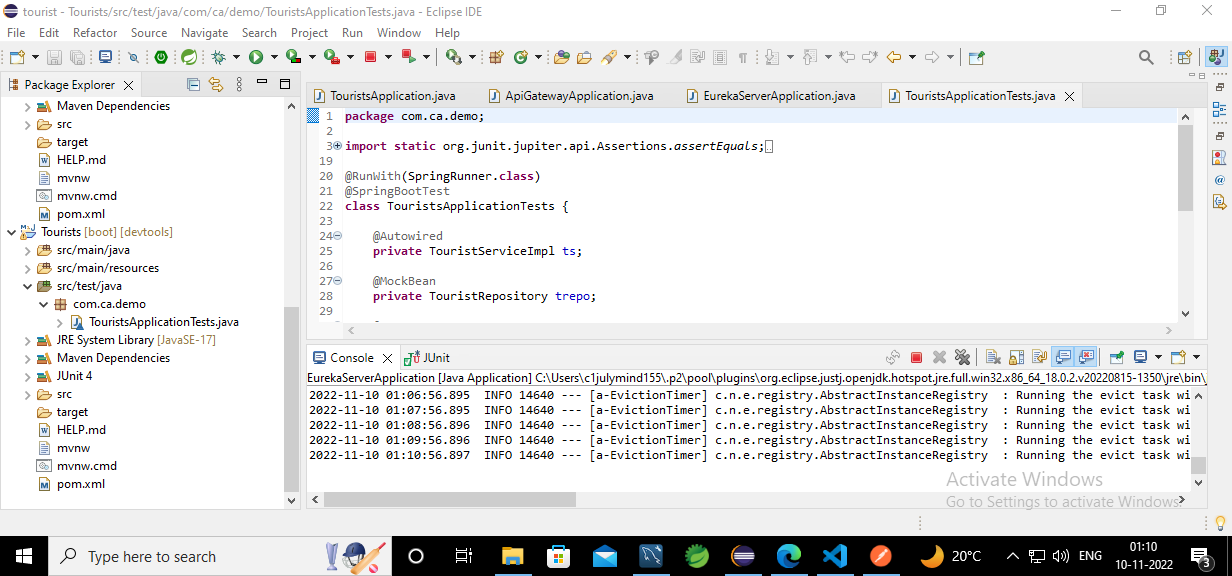 tourist - Tourists/src/test/java/com/ca/demo/TouristsApplicationTests.java - Eclipse IDE
File Edit Refactor Source Navigate Search Project Run Window Help
Package Explorer
Maven Dependencies
src
target
HELP.md
mvnw
mvnw.cmd
pom.xml
Tourists [boot] [devtools]
src/main/java
src/main/resources
src/test/java
com.ca.demo
TouristsApplicationTests.java
JRE System Library [JavaSE-17]
Maven Dependencies
JUnit 4
src
target
HELP.md
mvnw
mvnw.cmd
pom.xml
TouristsApplication.java ApiGatewayApplication.java EurekaServerApplication.java TouristsApplicationTests.java
1 package com.ca.demo;
2
3 import static org.junit.jupiter.api.Assertions.assertEquals;
19
20 @RunWith(SpringRunner.class)
21 @SpringBootTest
22 class TouristsApplicationTests {
23
24 @Autowired
25 private TouristServiceImpl ts;
26
27 @MockBean
28 private TouristRepository trepo;
29
Console JUnit
EurekaServerApplication [Java Application] C:\Users\c1julymind155\.p2\pool\plugins\org.eclipse.justj.openjdk.hotspot.jre.full.win32.x86_64_18.0.2.v20220815-1350\jre\bin\
2022-11-10 01:06:56.895 INFO 14640 --- [a-EvictionTimer] c.n.e.registry.AbstractInstanceRegistry : Running the evict task wi
2022-11-10 01:07:56.895 INFO 14640 --- [a-EvictionTimer] c.n.e.registry.AbstractInstanceRegistry : Running the evict task wi
2022-11-10 01:08:56.896 INFO 14640 --- [a-EvictionTimer] c.n.e.registry.AbstractInstanceRegistry : Running the evict task wi
2022-11-10 01:09:56.896 INFO 14640 --- [a-EvictionTimer] c.n.e.registry.AbstractInstanceRegistry : Running the evict task wi
2022-11-10 01:10:56.897 INFO 14640 --- [a-EvictionTimer] c.n.e.registry.AbstractInstanceRegistry : Running the evict task wi
Activate Windows
Go to Settings to activate Windows.
Type here to search
20°C
ENG
01:10
10-11-2022
3